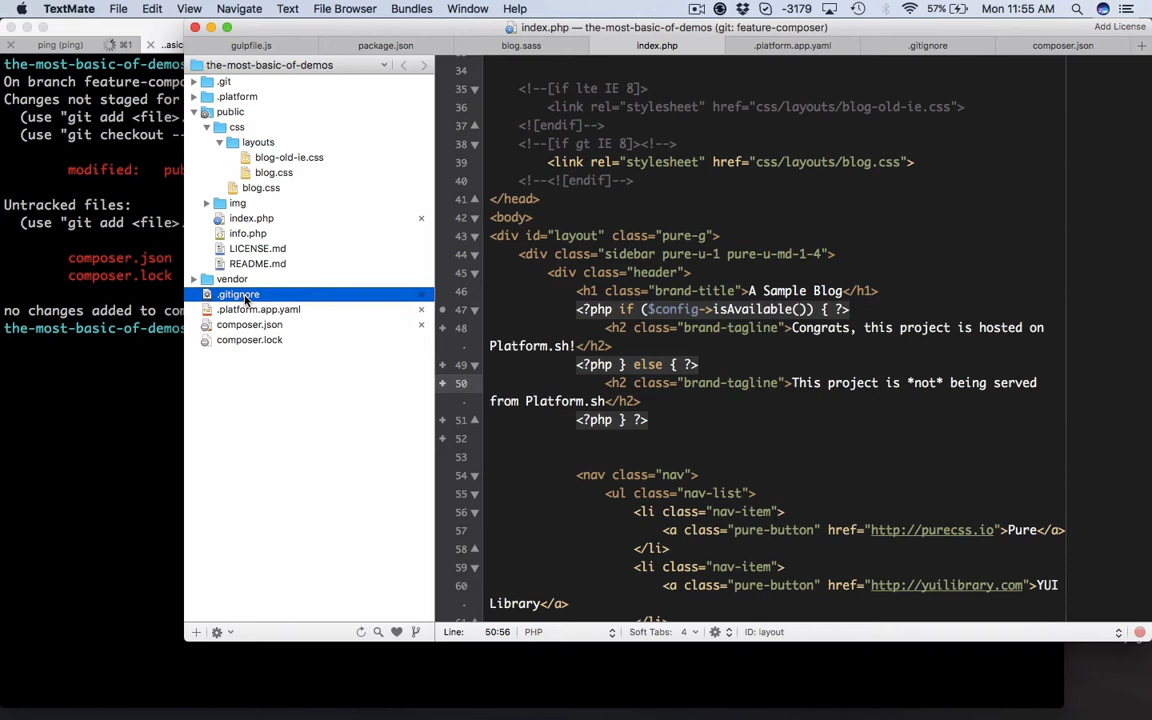 TextMate File Edit View Navigate Text File Browser Bundles Window Help -3179 57% Mon 11:55 AM
index.php — the-most-basic-of-demos (git: feature-composer) Add License
ping (ping) ⌘1 ..asic
gulpfile.js package.json blog.sass index.php .platform.app.yaml .gitignore composer.json
the-most-basic-of-demos
On branch feature-comp
Changes not staged for
(use "git add <file>.
(use "git checkout --
modified: pub
Untracked files:
(use "git add <file>.
composer.json
composer.lock
no changes added to com
the-most-basic-of-demos
the-most-basic-of-demos
.git
.platform
public
css
layouts
blog-old-ie.css
blog.css
blog.css
img
index.php
info.php
LICENSE.md
README.md
vendor
.gitignore
.platform.app.yaml
composer.json
composer.lock
34
35 <!--[if lte IE 8]>
36 <link rel="stylesheet" href="css/layouts/blog-old-ie.css">
37 <![endif]-->
38 <!--[if gt IE 8]><!-->
39 <link rel="stylesheet" href="css/layouts/blog.css">
40 <!--<![endif]-->
41 </head>
42 <body>
43 <div id="layout" class="pure-g">
44 <div class="sidebar pure-u-1 pure-u-md-1-4">
45 <div class="header">
46 <h1 class="brand-title">A Sample Blog</h1>
47 <?php if ($config->isAvailable()) { ?>
48 <h2 class="brand-tagline">Congrats, this project is hosted on
Platform.sh!</h2>
49 <?php } else { ?>
50 <h2 class="brand-tagline">This project is *not* being served
from Platform.sh</h2>
51 <?php } ?>
52
53
54 <nav class="nav">
55 <ul class="nav-list">
56 <li class="nav-item">
57 <a class="pure-button" href="http://purecss.io">Pure</a>
58 </li>
59 <li class="nav-item">
60 <a class="pure-button" href="http://yuilibrary.com">YUI
Library</a>
</li>
Line: 50:56 PHP Soft Tabs: 4 ID: layout